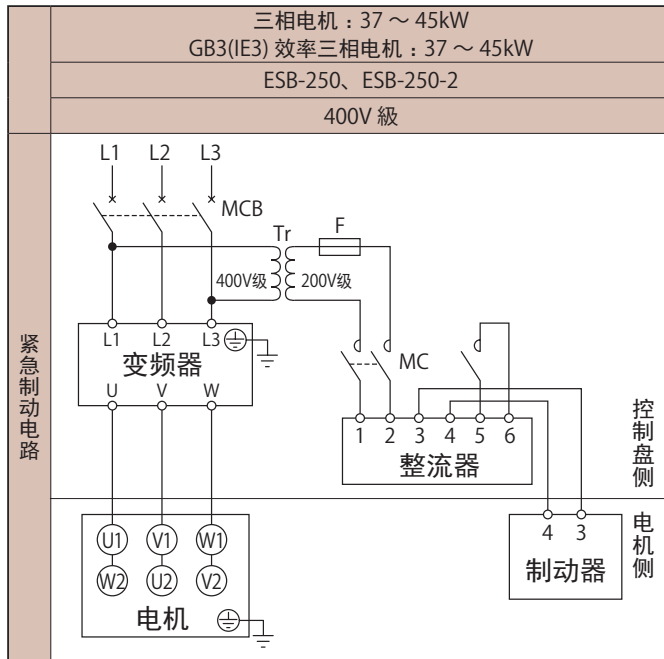 三相电机：37 ～ 45kW
GB3(IE3) 效率三相电机：37 ～ 45kW
ESB-250、ESB-250-2
400V 級
紧急制动电路
L1 L2 L3
MCB
Tr
F
400V级
200V级
L1 L2 L3
变频器
U V W
MC
1 2 3 4 5 6
整流器
控制盘侧
U1 V1 W1
W2 U2 V2
电机
4 3
制动器
电机侧